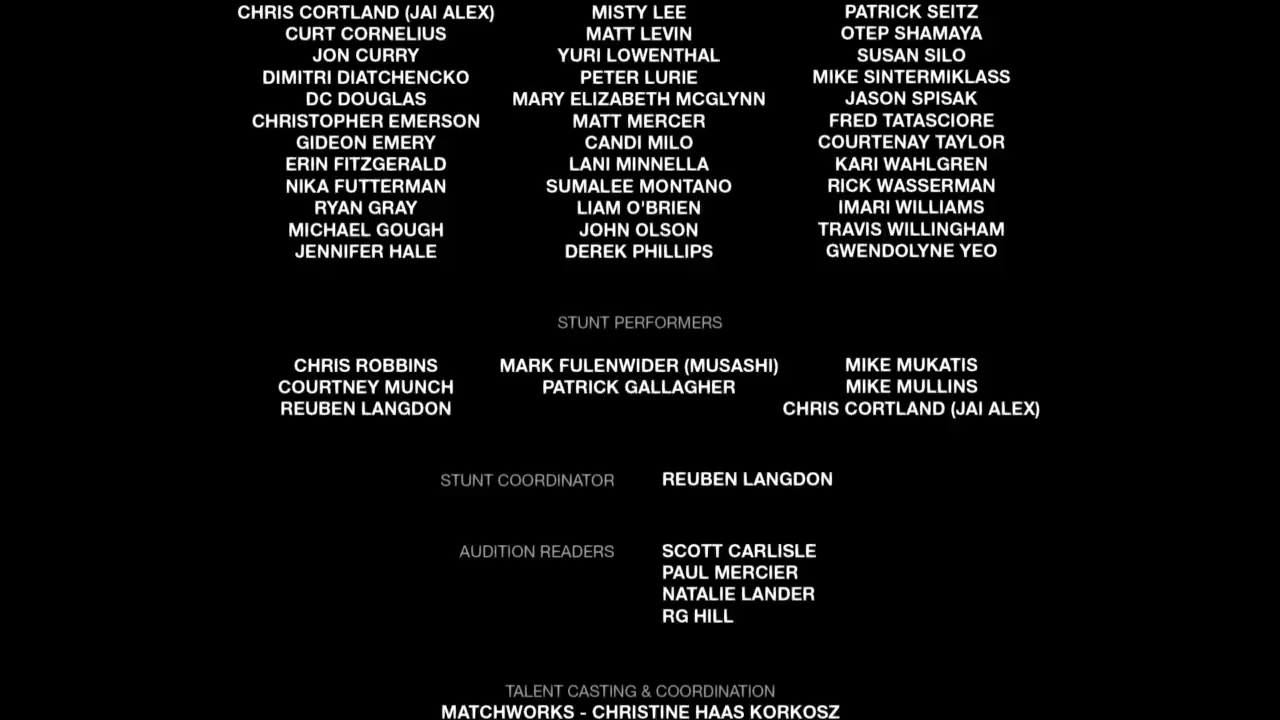 CHRIS CORTLAND (JAI ALEX) MISTY LEE PATRICK SEITZ
CURT CORNELIUS MATT LEVIN OTEP SHAMAYA
JON CURRY YURI LOWENTHAL SUSAN SILO
DIMITRI DIATCHENCKO PETER LURIE MIKE SINTERMIKLASS
DC DOUGLAS MARY ELIZABETH MCGLYNN JASON SPISAK
CHRISTOPHER EMERSON MATT MERCER FRED TATASCIORE
GIDEON EMERY CANDI MILO COURTENAY TAYLOR
ERIN FITZGERALD LANI MINNELLA KARI WAHLGREN
NIKA FUTTERMAN SUMALEE MONTANO RICK WASSERMAN
RYAN GRAY LIAM O'BRIEN IMARI WILLIAMS
MICHAEL GOUGH JOHN OLSON TRAVIS WILLINGHAM
JENNIFER HALE DEREK PHILLIPS GWENDOLYNE YEO
STUNT PERFORMERS
CHRIS ROBBINS MARK FULENWIDER (MUSASHI) MIKE MUKATIS
COURTNEY MUNCH PATRICK GALLAGHER MIKE MULLINS
REUBEN LANGDON CHRIS CORTLAND (JAI ALEX)
STUNT COORDINATOR REUBEN LANGDON
AUDITION READERS SCOTT CARLISLE
PAUL MERCIER
NATALIE LANDER
RG HILL
TALENT CASTING & COORDINATION
MATCHWORKS - CHRISTINE HAAS KORKOSZ